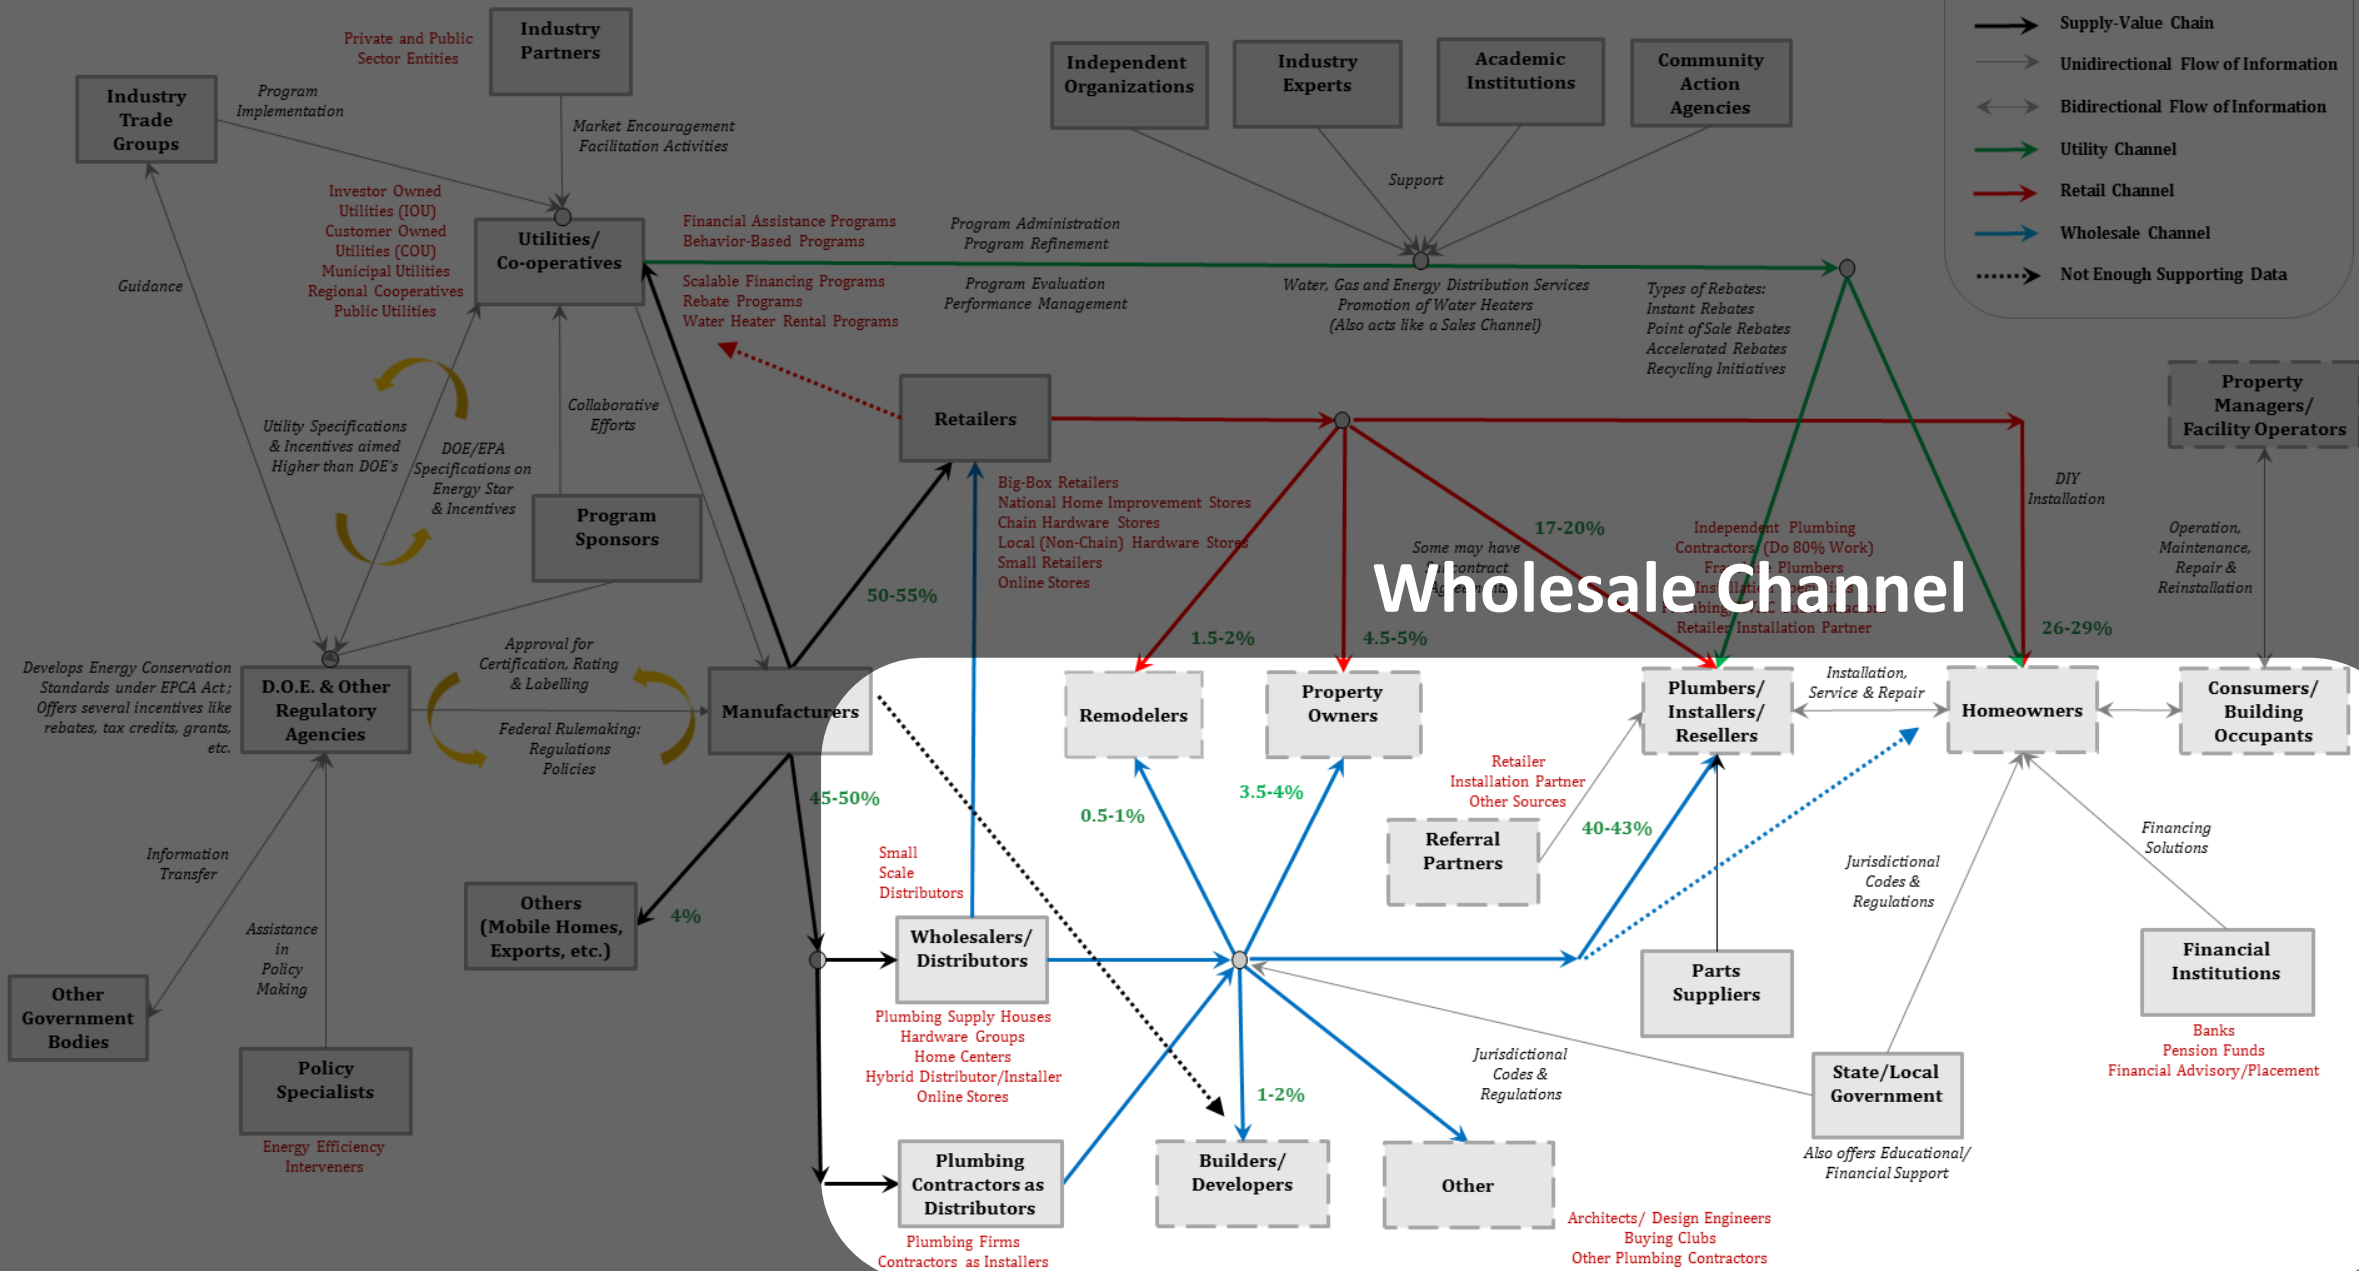 Private and Public
Sector Entities
Industry
Partners
Industry
Trade
Groups
Program
Implementation
Market Encouragement
Facilitation Activities
Independent
Organizations
Industry
Experts
Academic
Institutions
Community
Action
Agencies
Support
Supply-Value Chain
Unidirectional Flow of Information
Bidirectional Flow of Information
Utility Channel
Retail Channel
Wholesale Channel
Not Enough Supporting Data
Investor Owned
Utilities (IOU)
Customer Owned
Utilities (COU)
Municipal Utilities
Regional Cooperatives
Public Utilities
Utilities/
Co-operatives
Financial Assistance Programs
Behavior-Based Programs
Scalable Financing Programs
Rebate Programs
Water Heater Rental Programs
Program Administration
Program Refinement
Program Evaluation
Performance Management
Water, Gas and Energy Distribution Services
Promotion of Water Heaters
(Also acts like a Sales Channel)
Types of Rebates:
Instant Rebates
Point of Sale Rebates
Accelerated Rebates
Recycling Initiatives
Guidance
Utility Specifications
& Incentives aimed
Higher than DOE's
DOE/EPA
Specifications on
Energy Star
& Incentives
Collaborative
Efforts
Program
Sponsors
Retailers
Big-Box Retailers
National Home Improvement Stores
Chain Hardware Stores
Local (Non-Chain) Hardware Stores
Small Retailers
Online Stores
50-55%
1.5-2%
4.5-5%
17-20%
Some may have
Independent Plumbing
Contractors (Do 80% Work)
Plumbers
Retailer Installation Partner
Wholesale Channel
26-29%
DIY
Installation
Property
Managers/
Facility Operators
Operation,
Maintenance,
Repair &
Reinstallation
Develops Energy Conservation
Standards under EPCA Act;
Offers several incentives like
rebates, tax credits, grants,
etc.
D.O.E. & Other
Regulatory
Agencies
Approval for
Certification, Rating
& Labelling
Federal Rulemaking:
Regulations
Policies
Manufacturers
Remodelers
Property
Owners
Plumbers/
Installers/
Resellers
Installation,
Service & Repair
Homeowners
Consumers/
Building
Occupants
45-50%
0.5-1%
3.5-4%
40-43%
Retailer
Installation Partner
Other Sources
Referral
Partners
Jurisdictional
Codes &
Regulations
Financing
Solutions
Information
Transfer
Assistance
in
Policy
Making
Others
(Mobile Homes,
Exports, etc.)
4%
Small
Scale
Distributors
Wholesalers/
Distributors
Plumbing Supply Houses
Hardware Groups
Home Centers
Hybrid Distributor/Installer
Online Stores
Parts
Suppliers
Financial
Institutions
Banks
Pension Funds
Financial Advisory/Placement
Other
Government
Bodies
Policy
Specialists
Energy Efficiency
Interveners
1-2%
Jurisdictional
Codes &
Regulations
State/Local
Government
Also offers Educational/
Financial Support
Plumbing
Contractors as
Distributors
Plumbing Firms
Contractors as Installers
Builders/
Developers
Other
Architects/ Design Engineers
Buying Clubs
Other Plumbing Contractors